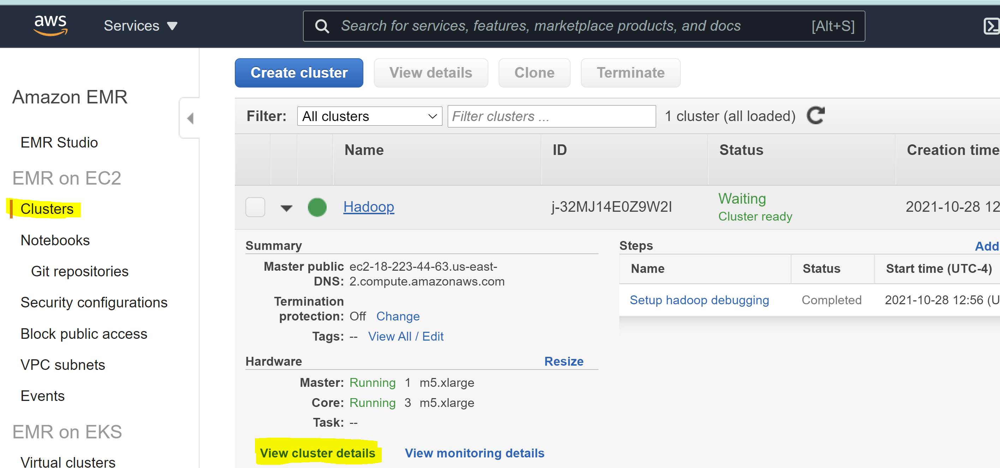 aws Services Search for services, features, marketplace products, and docs [Alt+S]
Create cluster View details Clone Terminate
Amazon EMR
EMR Studio
EMR on EC2
Clusters
Notebooks
Git repositories
Security configurations
Block public access
VPC subnets
Events
EMR on EKS
Virtual clusters
Filter: All clusters Filter clusters ... 1 cluster (all loaded)
Name ID Status Creation time
Hadoop j-32MJ14E0Z9W2I Waiting 2021-10-28 12
Cluster ready
Summary
Master public ec2-18-223-44-63.us-east-
DNS: 2.compute.amazonaws.com
Termination
protection: Off Change
Tags: -- View All / Edit
Hardware Resize
Master: Running 1 m5.xlarge
Core: Running 3 m5.xlarge
Task: --
View cluster details View monitoring details
Steps Add
Name Status Start time (UTC-4)
Setup hadoop debugging Completed 2021-10-28 12:56 (U